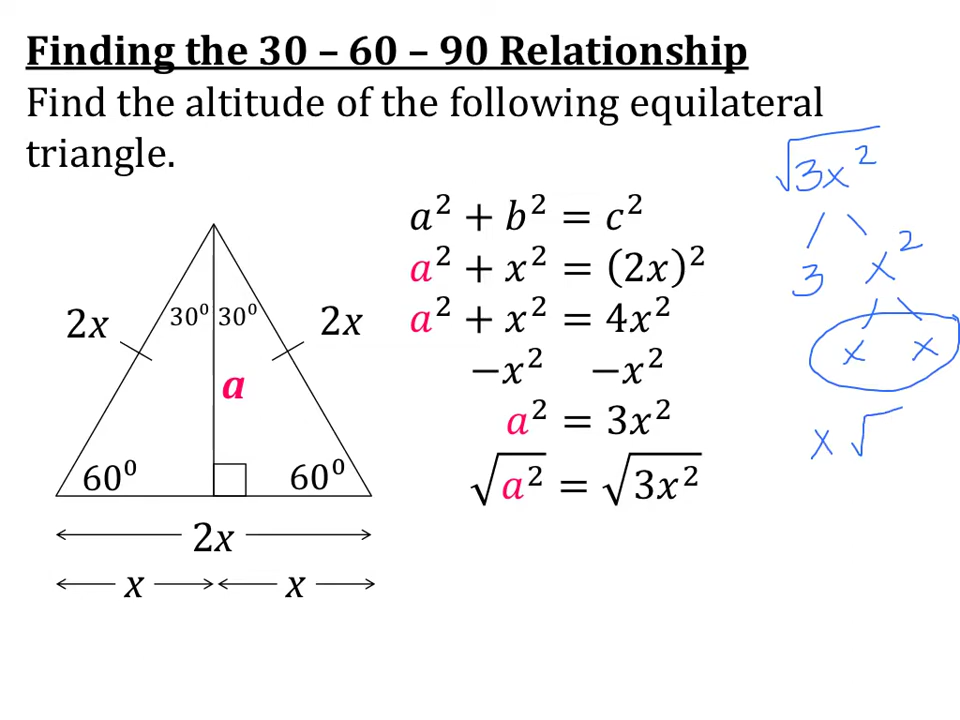 Finding the 30 – 60 – 90 Relationship
Find the altitude of the following equilateral
triangle.
a² + b² = c²
a² + x² = (2x)²
a² + x² = 4x²
−x² −x²
a² = 3x²
√a² = √3x²
2x
30⁰ 30⁰
2x
a
60⁰
60⁰
2x
x
x
√3x²
3 x²
x x
x √